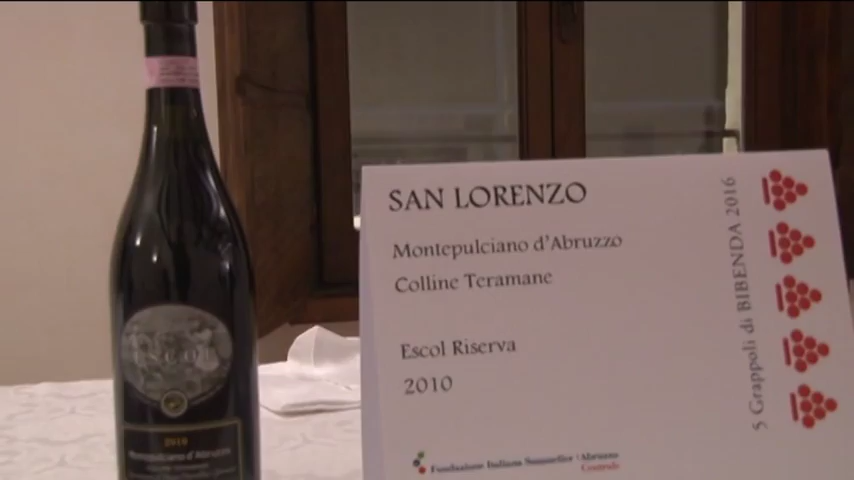 ESCOL
2010
Montepulciano d'Abruzzo
SAN LORENZO
Montepulciano d'Abruzzo
Colline Teramane
Escol Riserva
2010
5 Grappoli di BIBENDA 2016
Fondazione Italiana Sommelier Abruzzo